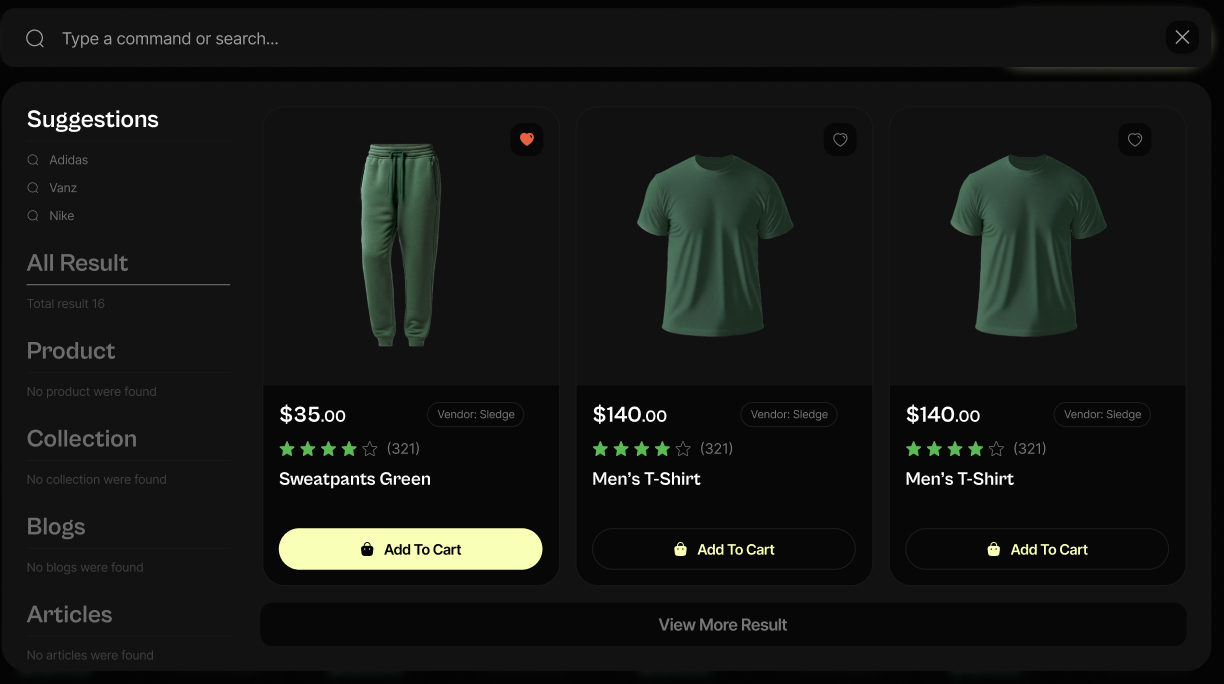 Type a command or search...
Suggestions
Adidas
Vanz
Nike
All Result
Total result 16
Product
No product were found
Collection
No collection were found
Blogs
No blogs were found
Articles
No articles were found
$35.00
Vendor: Sledge
(321)
Sweatpants Green
Add To Cart
$140.00
Vendor: Sledge
(321)
Men's T-Shirt
Add To Cart
$140.00
Vendor: Sledge
(321)
Men's T-Shirt
Add To Cart
View More Result